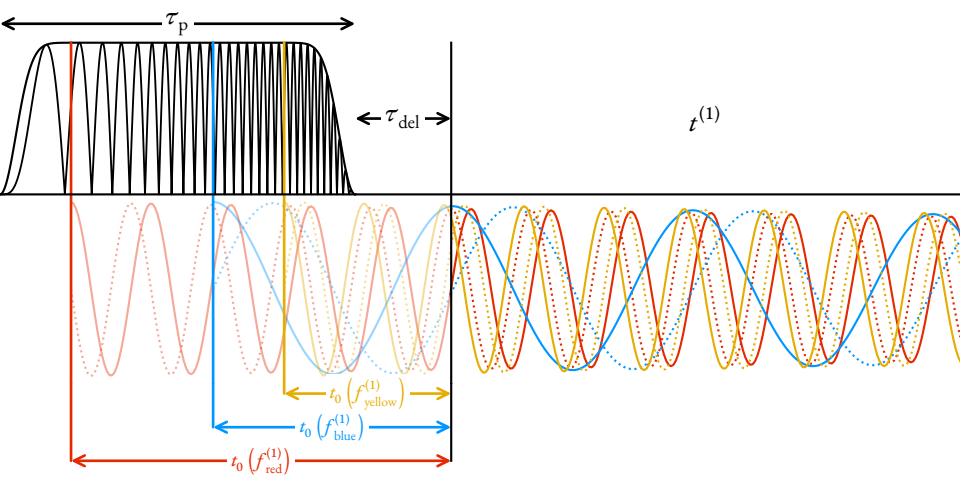 τp
τdel
t(1)
t0 (f(1)yellow)
t0 (f(1)blue)
t0 (f(1)red)